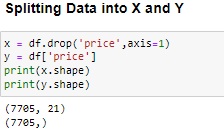 Splitting Data into X and Y
x = df.drop('price',axis=1)
y = df['price']
print(x.shape)
print(y.shape)
(7705, 21)
(7705,)